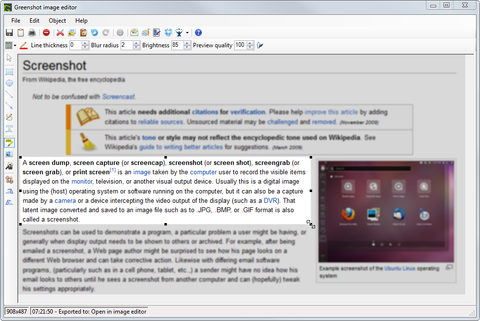 Greenshot image editor
File Edit Object Help
Line thickness 0 Blur radius 2 Brightness 85 Preview quality 100
Screenshot
From Wikipedia, the free encyclopedia
Not to be confused with Screencast.
This article needs additional citations for verification. Please help improve this article by adding
citations to reliable sources. Unsourced material may be challenged and removed. (November 2008)
This article's tone or style may not reflect the encyclopedic tone used on Wikipedia. See
Wikipedia's guide to writing better articles for suggestions. (March 2009)
A screen dump, screen capture (or screencap), screenshot (or screen shot), screengrab (or
screen grab), or print screen[1] is an image taken by the computer user to record the visible items
displayed on the monitor, television, or another visual output device. Usually this is a digital image
using the (host) operating system or software running on the computer, but it can also be a capture
made by a camera or a device intercepting the video output of the display (such as a DVR). That
latent image converted and saved to an image file such as to .JPG, .BMP, or .GIF format is also
called a screenshot.
Screenshots can be used to demonstrate a program, a particular problem a user might be having, or
generally when display output needs to be shown to others or archived. For example, after being
emailed a screenshot, a Web page author might be surprised to see how his page looks on a
different Web browser and can take corrective action. Likewise with differing email software
programs, (particularly such as in a cell phone, tablet, etc.,) a sender might have no idea how his
email looks to others until he sees a screenshot from another computer and can (hopefully) tweak
his settings appropriately.
Example screenshot of the Ubuntu Linux operating
system
908x487 07:21:50 - Exported to: Open in image editor